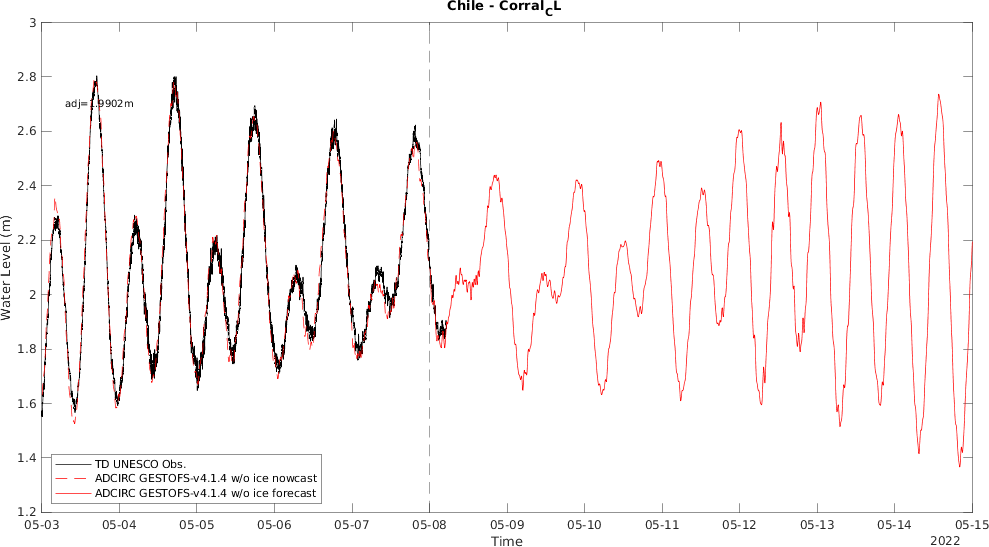 Chile - Corral_CL
3
2.8
2.6
2.4
2.2
2
1.8
1.6
1.4
1.2
Water Level (m)
adj=1.9902m
TD UNESCO Obs.
ADCIRC GESTOFS-v4.1.4 w/o ice nowcast
ADCIRC GESTOFS-v4.1.4 w/o ice forecast
05-03 05-04 05-05 05-06 05-07 05-08 05-09 05-10 05-11 05-12 05-13 05-14 05-15
Time
2022